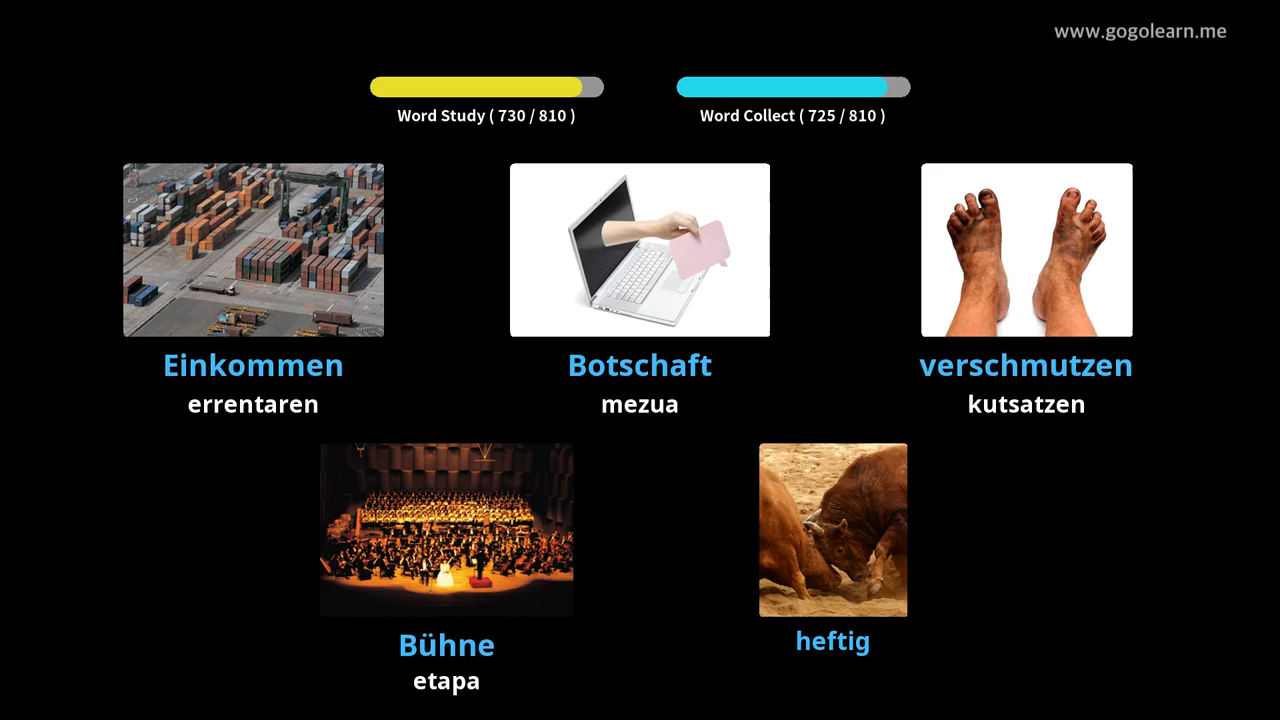 www.gogolearn.me
Word Study ( 730 / 810 )
Word Collect ( 725 / 810 )
Einkommen
errentaren
Botschaft
mezua
verschmutzen
kutsatzen
Bühne
etapa
heftig